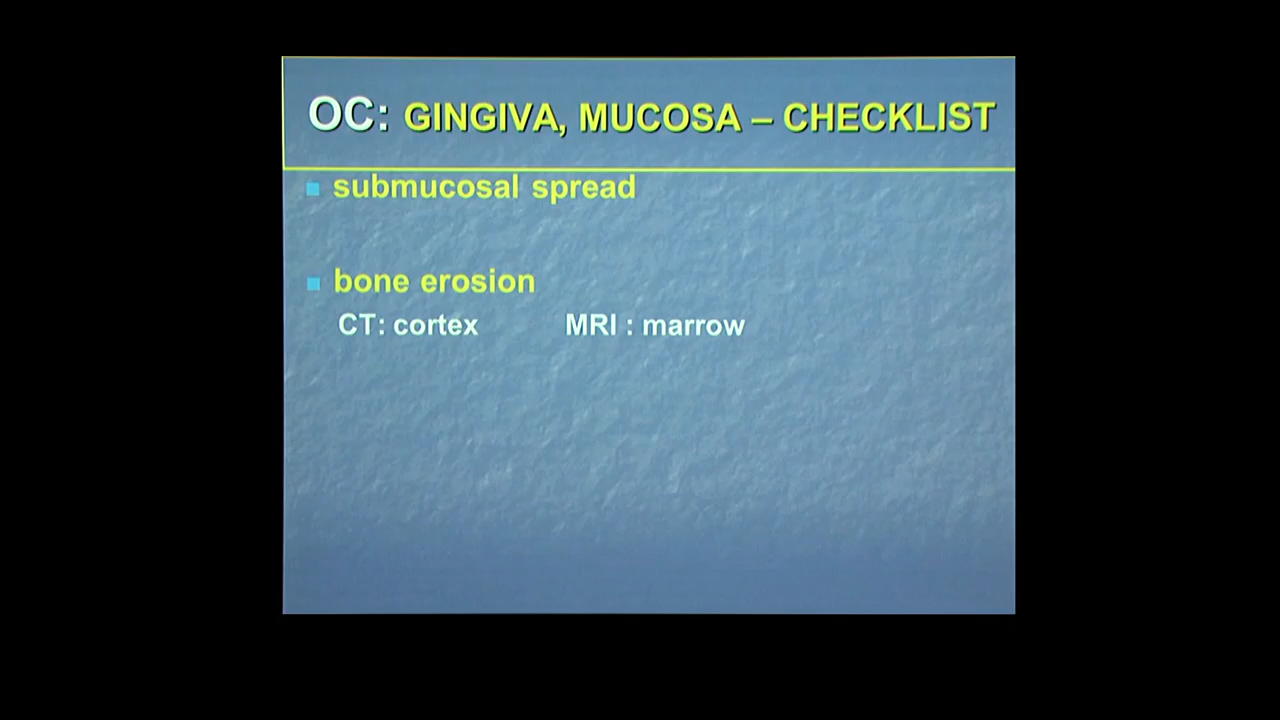 OC: GINGIVA, MUCOSA – CHECKLIST
submucosal spread
bone erosion
CT: cortex MRI : marrow